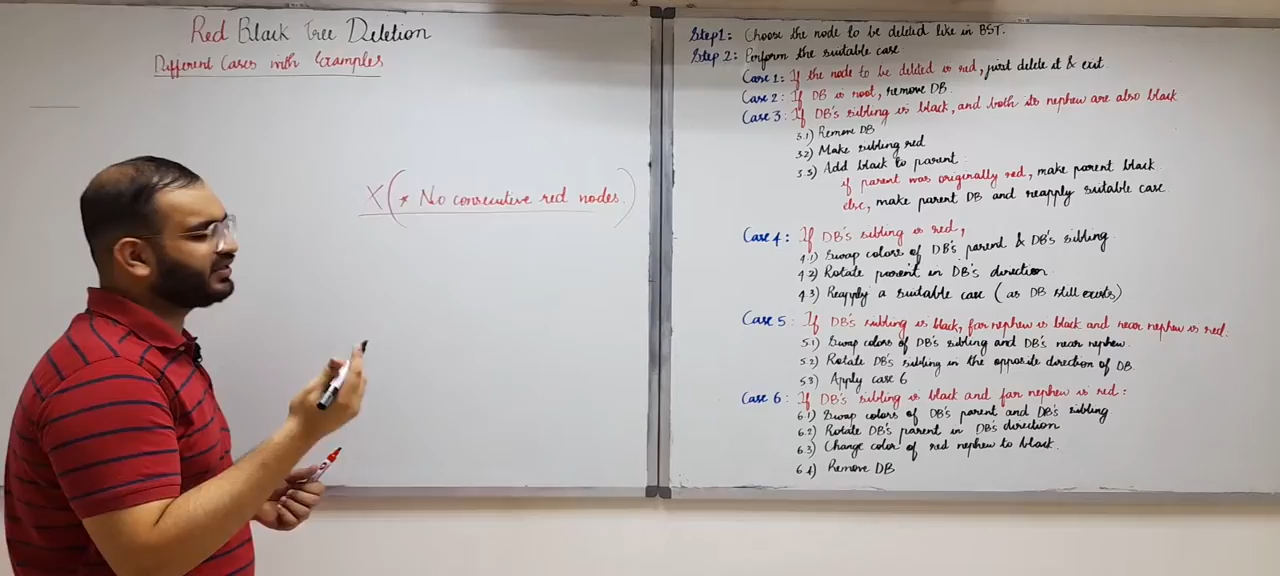 Red Black Tree Deletion
Different Cases with Examples
X ( * No consecutive red nodes. )
Step1: Choose the node to be deleted like in BST.
Step 2: Perform the suitable case:
Case 1: If the node to be deleted is red, just delete it & exit.
Case 2: If DB is root, remove DB.
Case 3: If DB's sibling is black, and both its nephew are also black
3.1) Remove DB
3.2) Make sibling red
3.3) Add black to parent:
if parent was originally red, make parent black.
else, make parent DB and reapply suitable case.
Case 4: If DB's sibling is red,
4.1) Swap colors of DB's parent & DB's sibling
4.2) Rotate parent in DB's direction
4.3) Reapply a suitable case (as DB still exists)
Case 5: If DB's sibling is black, far nephew is black and near nephew is red.
5.1) Swap colors of DB's sibling and DB's near nephew.
5.2) Rotate DB's sibling in the opposite direction of DB.
5.3) Apply case 6
Case 6: If DB's sibling is black and far nephew is red:
6.1) Swap colors of DB's parent and DB's sibling
6.2) Rotate DB's parent in DB's direction
6.3) Change color of red nephew to black.
6.4) Remove DB